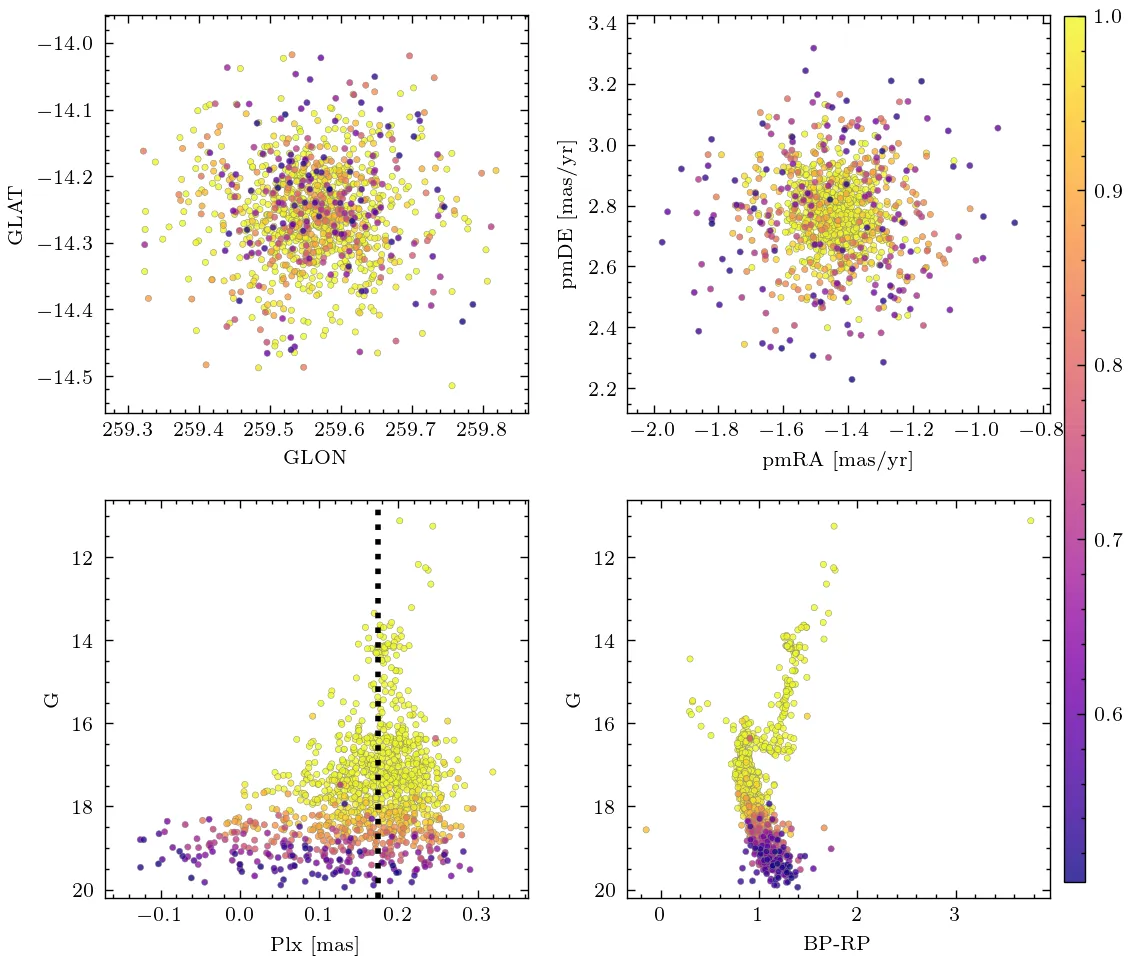 −14.0
−14.1
−14.2
−14.3
−14.4
−14.5
GLAT
259.3 259.4 259.5 259.6 259.7 259.8
GLON
3.4
3.2
3.0
2.8
2.6
2.4
2.2
pmDE [mas/yr]
−2.0 −1.8 −1.6 −1.4 −1.2 −1.0 −0.8
pmRA [mas/yr]
12
14
16
18
20
G
−0.1 0.0 0.1 0.2 0.3
Plx [mas]
12
14
16
18
20
G
0 1 2 3
BP-RP
1.0
0.9
0.8
0.7
0.6